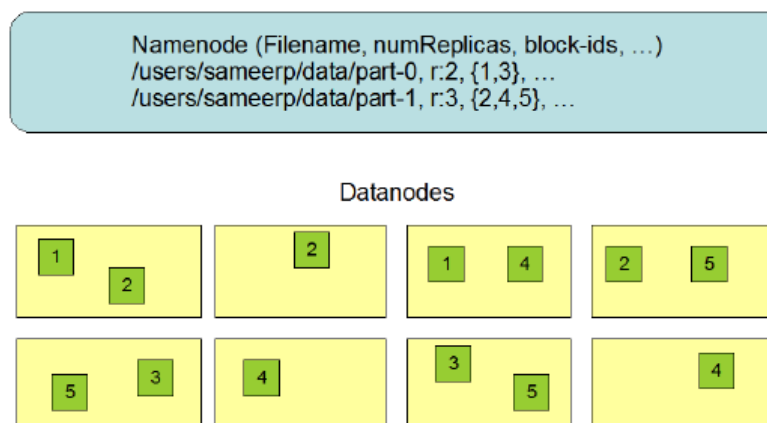 Namenode (Filename, numReplicas, block-ids, …)
/users/sameerp/data/part-0, r:2, {1,3}, …
/users/sameerp/data/part-1, r:3, {2,4,5}, …
Datanodes
1
2
2
1 4
2 5
5 3
4
3
5
4